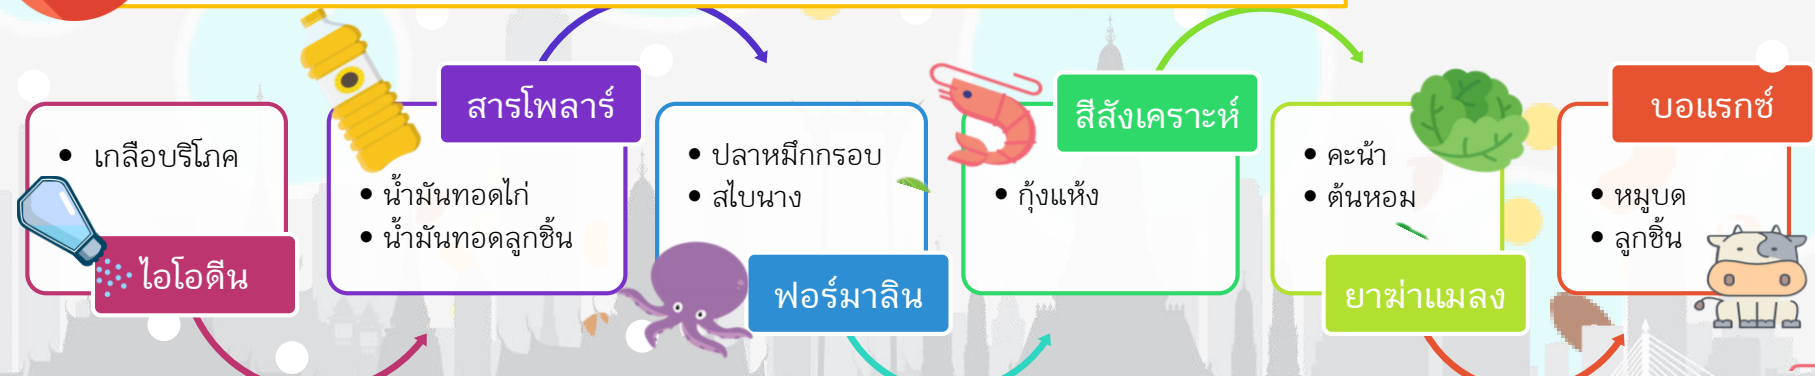 • เกลือบริโภค
ไอโอดีน
สารโพลาร์
• น้ำมันทอดไก่
• น้ำมันทอดลูกชิ้น
• ปลาหมึกกรอบ
• สไบนาง
ฟอร์มาลิน
สีสังเคราะห์
• กุ้งแห้ง
• คะน้า
• ต้นหอม
ยาฆ่าแมลง
บอแรกซ์
• หมูบด
• ลูกชิ้น